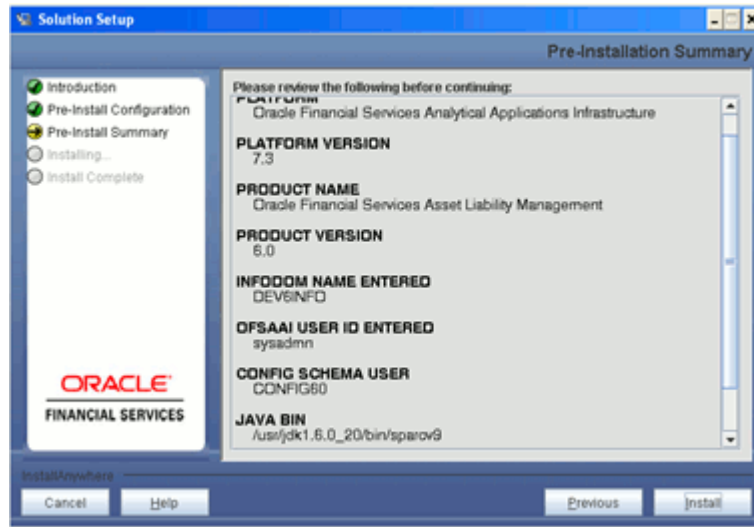 Solution Setup
Pre-Installation Summary
Introduction
Pre-Install Configuration
Pre-Install Summary
Installing...
Install Complete
ORACLE
FINANCIAL SERVICES
Please review the following before continuing:
PLATFORM
Oracle Financial Services Analytical Applications Infrastructure
PLATFORM VERSION
7.3
PRODUCT NAME
Oracle Financial Services Asset Liability Management
PRODUCT VERSION
6.0
INFODOM NAME ENTERED
DEV6INFO
OFSAAI USER ID ENTERED
sysadmn
CONFIG SCHEMA USER
CONFIG60
JAVA BIN
/usr/jdk1.6.0_20/bin/sparcv9
InstallAnywhere
Cancel
Help
Previous
Install